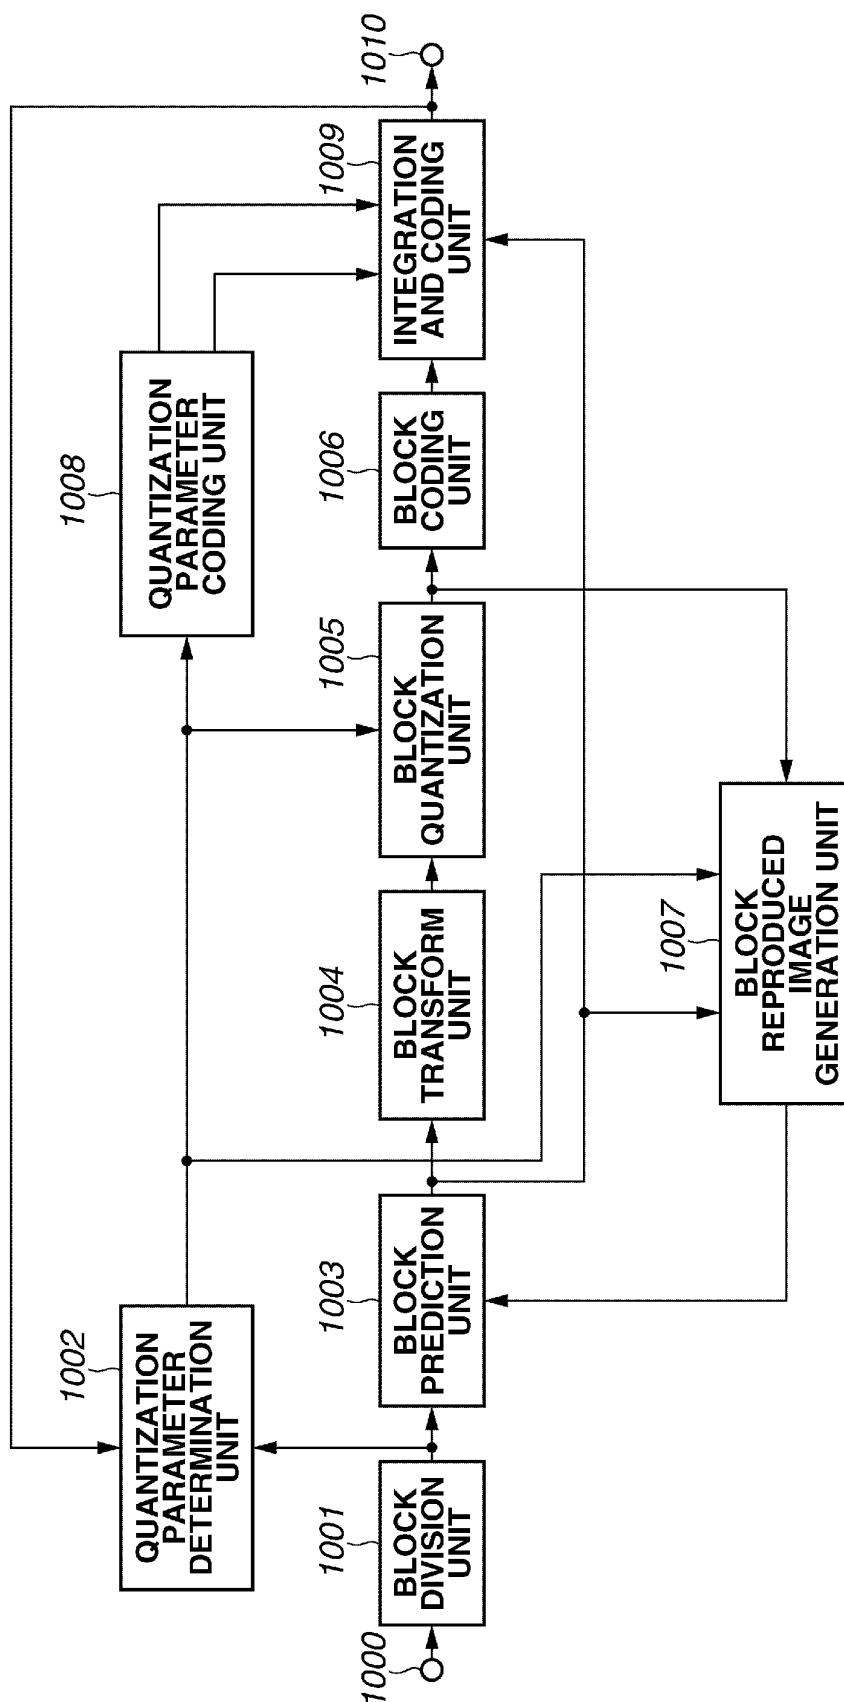 1000
1001
BLOCK
DIVISION
UNIT
1002
QUANTIZATION
PARAMETER
DETERMINATION
UNIT
1003
BLOCK
PREDICTION
UNIT
1004
BLOCK
TRANSFORM
UNIT
1005
BLOCK
QUANTIZATION
UNIT
1006
BLOCK
CODING
UNIT
1007
BLOCK
REPRODUCED
IMAGE
GENERATION UNIT
1008
QUANTIZATION
PARAMETER
CODING UNIT
1009
INTEGRATION
AND CODING
UNIT
1010